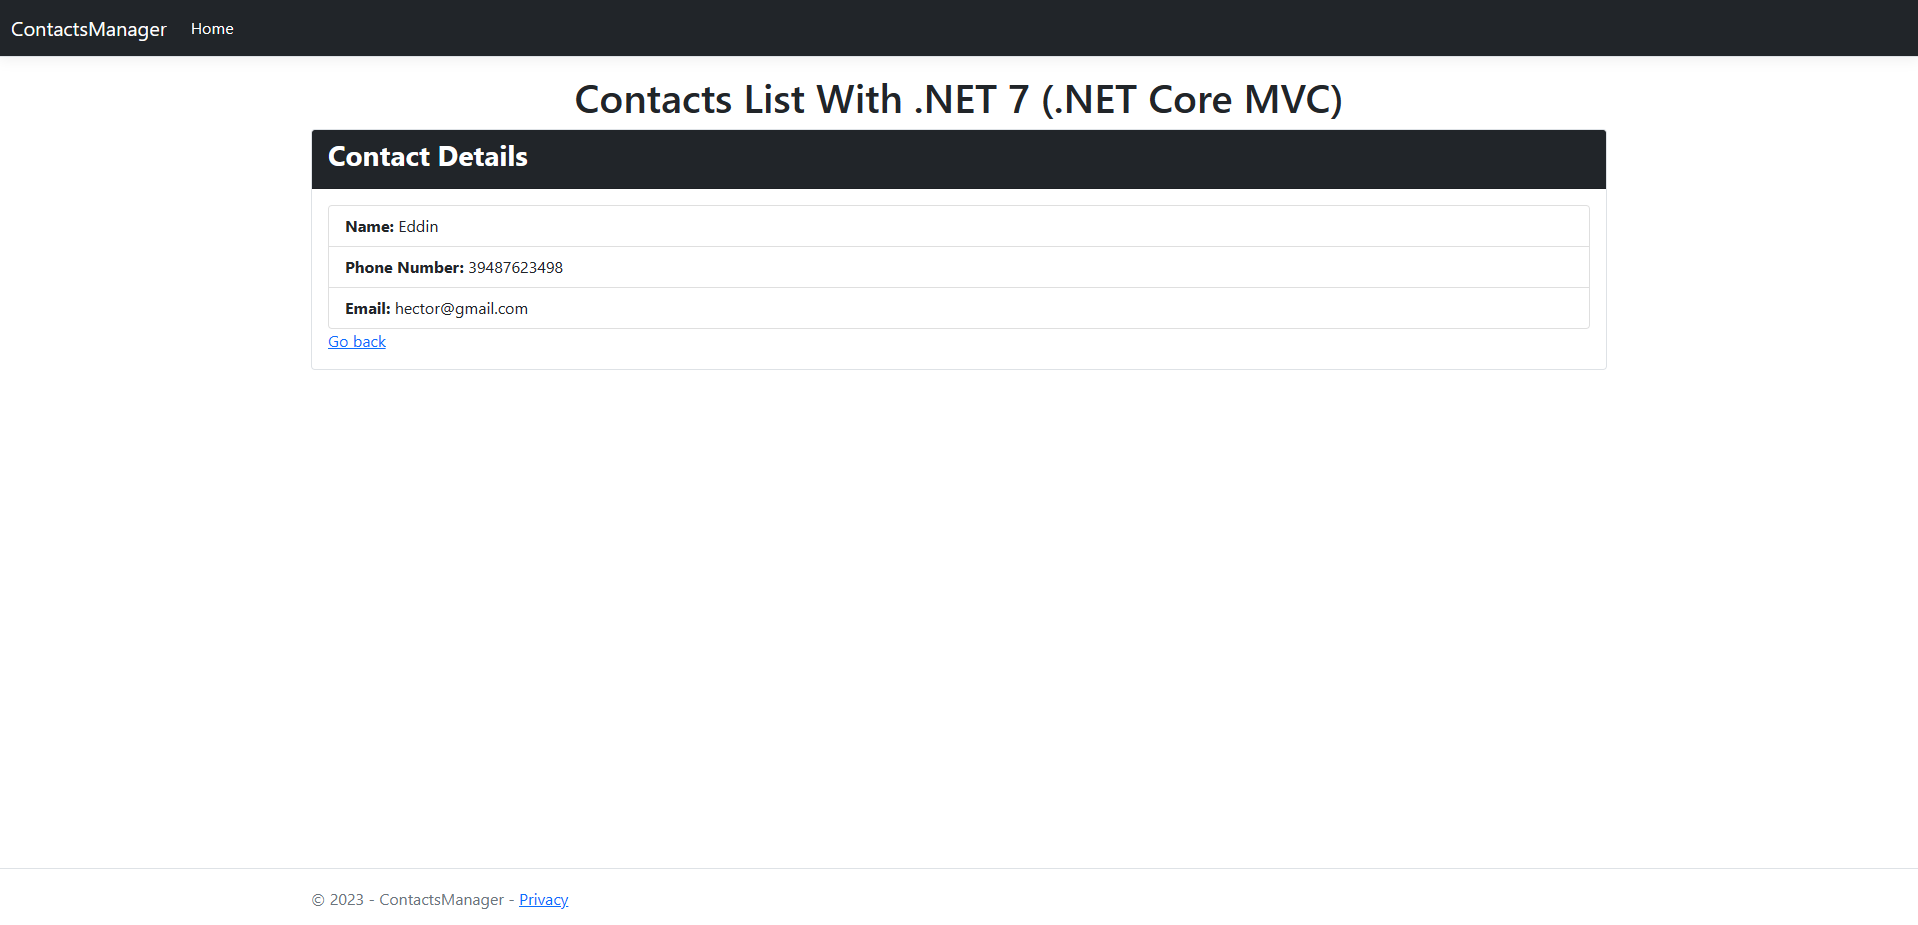 ContactsManager Home
Contacts List With .NET 7 (.NET Core MVC)
Contact Details
Name: Eddin
Phone Number: 39487623498
Email: hector@gmail.com
Go back
© 2023 - ContactsManager - Privacy